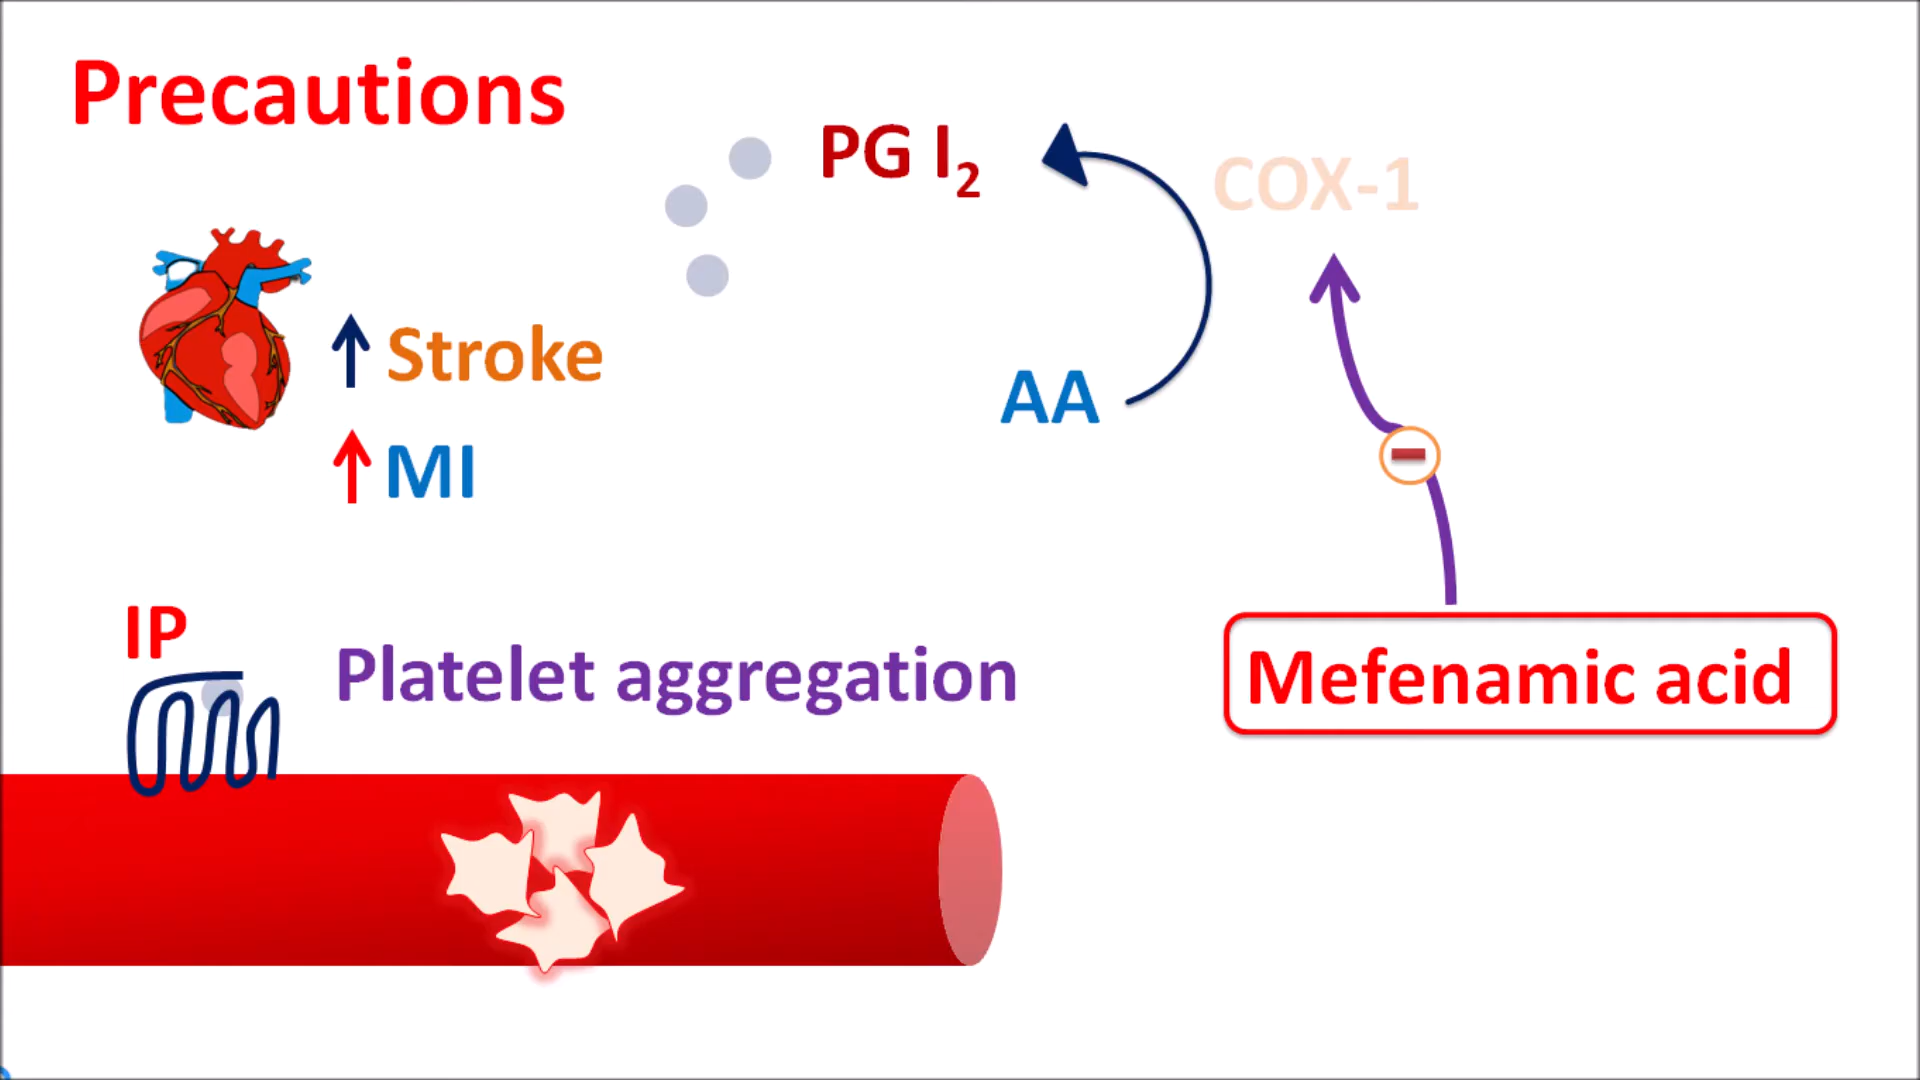 Precautions
PG I₂
COX-1
Stroke
AA
MI
IP
Platelet aggregation
Mefenamic acid